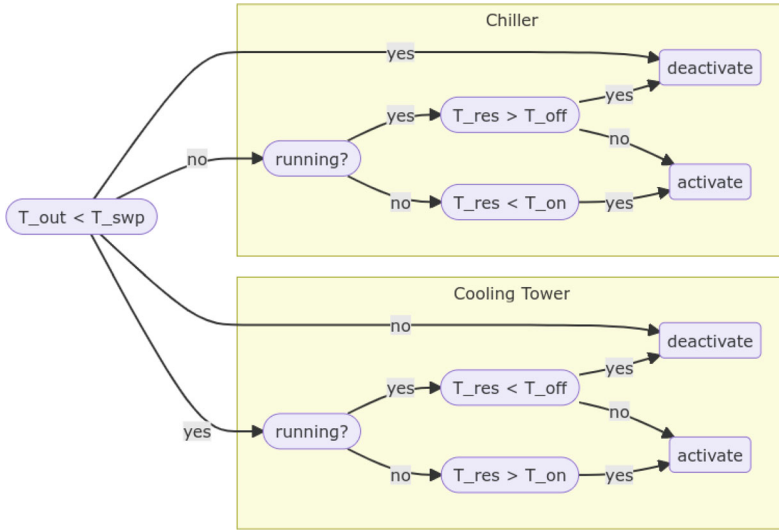 Chiller
yes
deactivate
yes
yes
T_res > T_off
no
no
running?
activate
no
T_res < T_on
yes
T_out < T_swp
Cooling Tower
no
deactivate
yes
yes
T_res < T_off
no
yes
running?
activate
no
T_res > T_on
yes